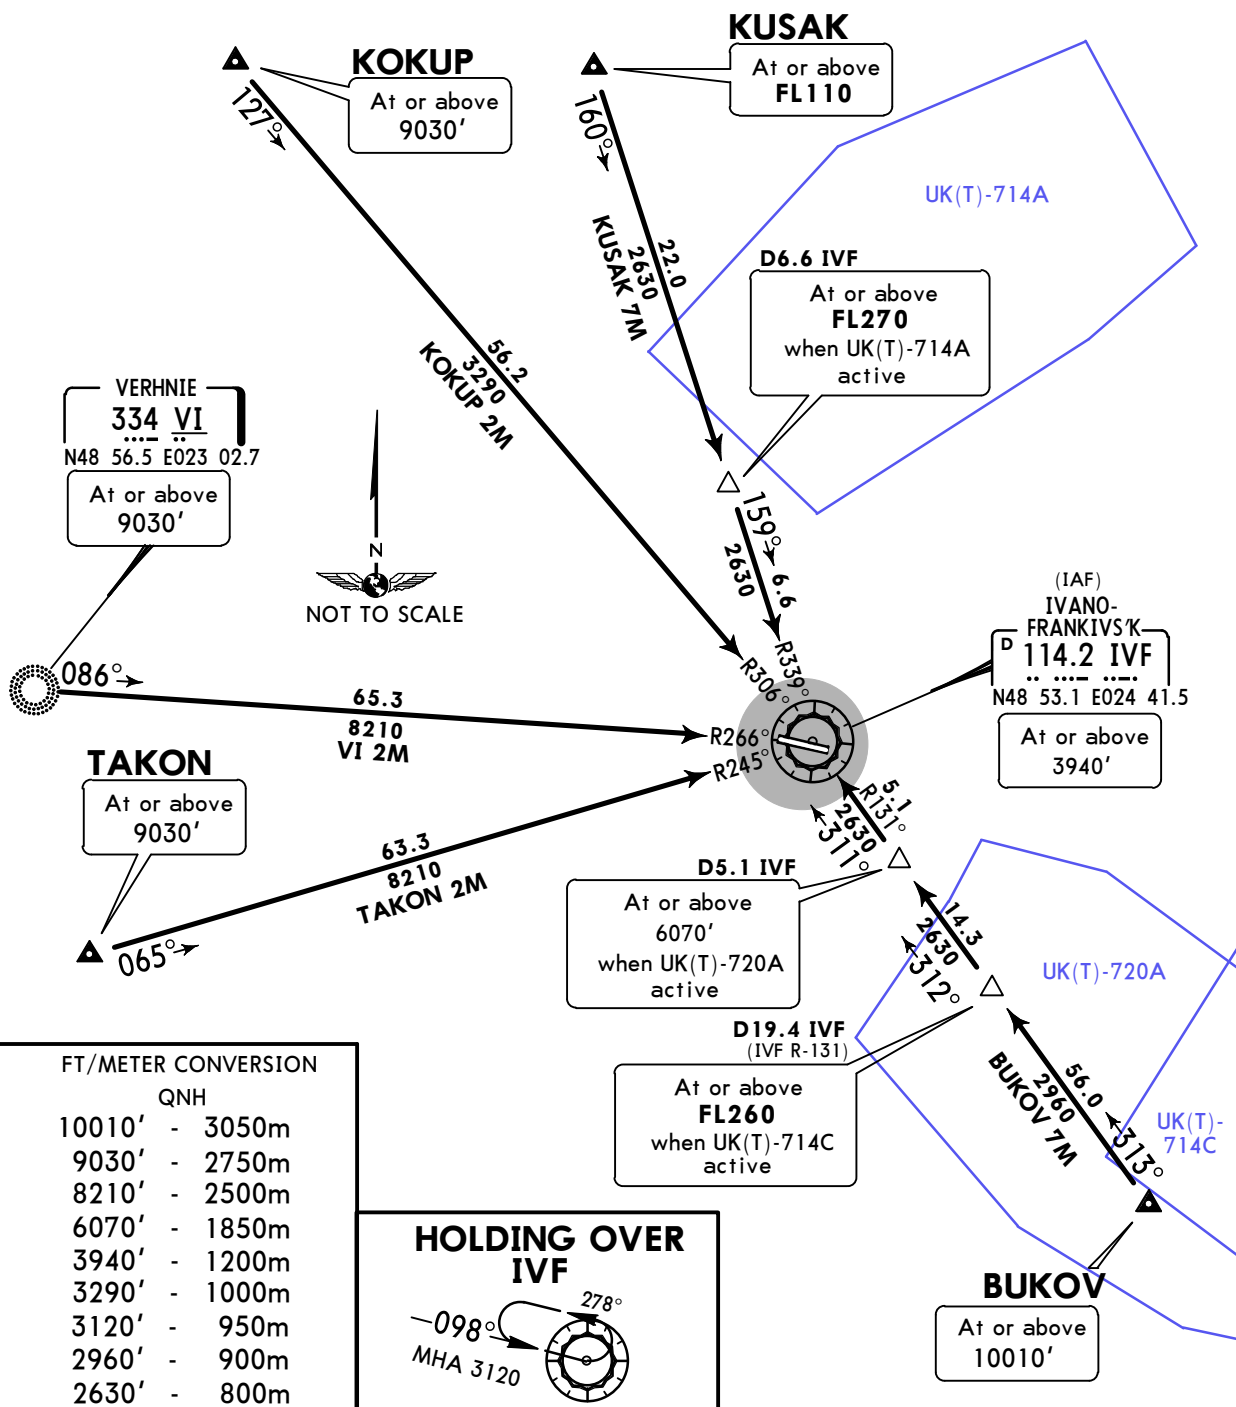 KOKUP
At or above
9030'
127°
KUSAK
At or above
FL110
160°
UK(T)-714A
22.0
2630
KUSAK 7M
D6.6 IVF
At or above
FL270
when UK(T)-714A
active
56.2
3290
KOKUP 2M
VERHNIE
334 VI
N48 56.5 E023 02.7
At or above
9030'
N
NOT TO SCALE
159°
6.6
2630
R339°
R306°
(IAF)
IVANO-
FRANKIVS'K
D 114.2 IVF
N48 53.1 E024 41.5
At or above
3940'
086°
65.3
8210
VI 2M
R266°
R245°
TAKON
At or above
9030'
63.3
8210
TAKON 2M
065°
5.1
R131°
2630
311°
D5.1 IVF
At or above
6070'
when UK(T)-720A
active
14.3
2630
312°
UK(T)-720A
D19.4 IVF
(IVF R-131)
At or above
FL260
when UK(T)-714C
active
56.0
2960
BUKOV 7M
313°
UK(T)-
714C
BUKOV
At or above
10010'
FT/METER CONVERSION
QNH
10010' - 3050m
9030' - 2750m
8210' - 2500m
6070' - 1850m
3940' - 1200m
3290' - 1000m
3120' - 950m
2960' - 900m
2630' - 800m
HOLDING OVER
IVF
278°
098°
MHA 3120